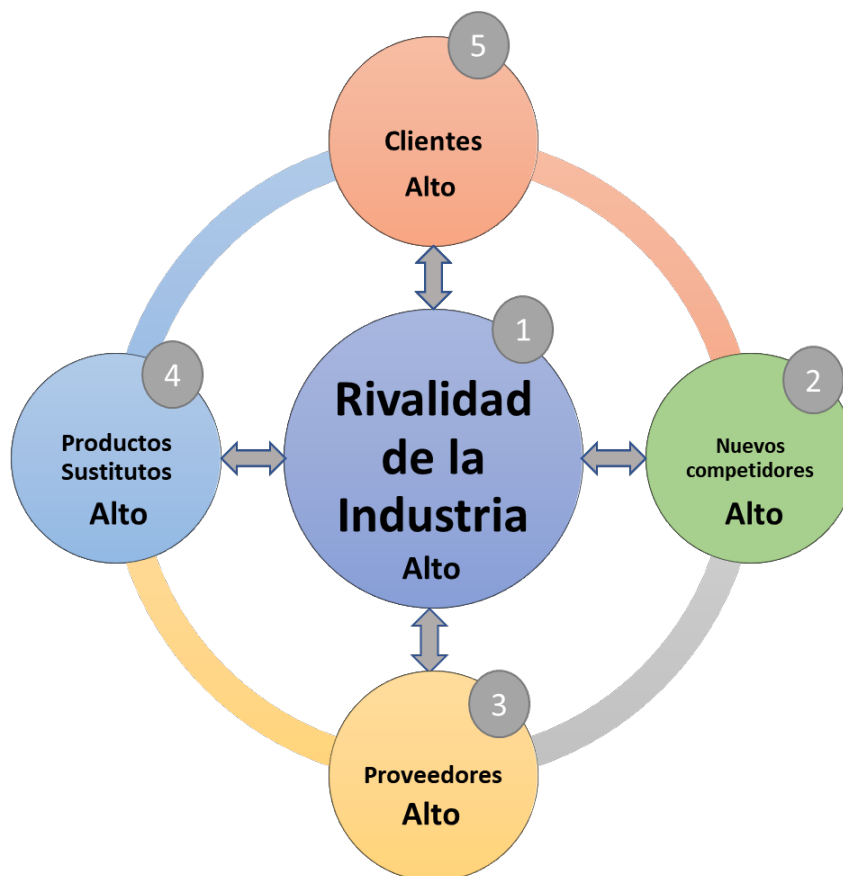 5
Clientes
Alto
1
Rivalidad
de la
Industria
Alto
4
Productos
Sustitutos
Alto
2
Nuevos
competidores
Alto
3
Proveedores
Alto